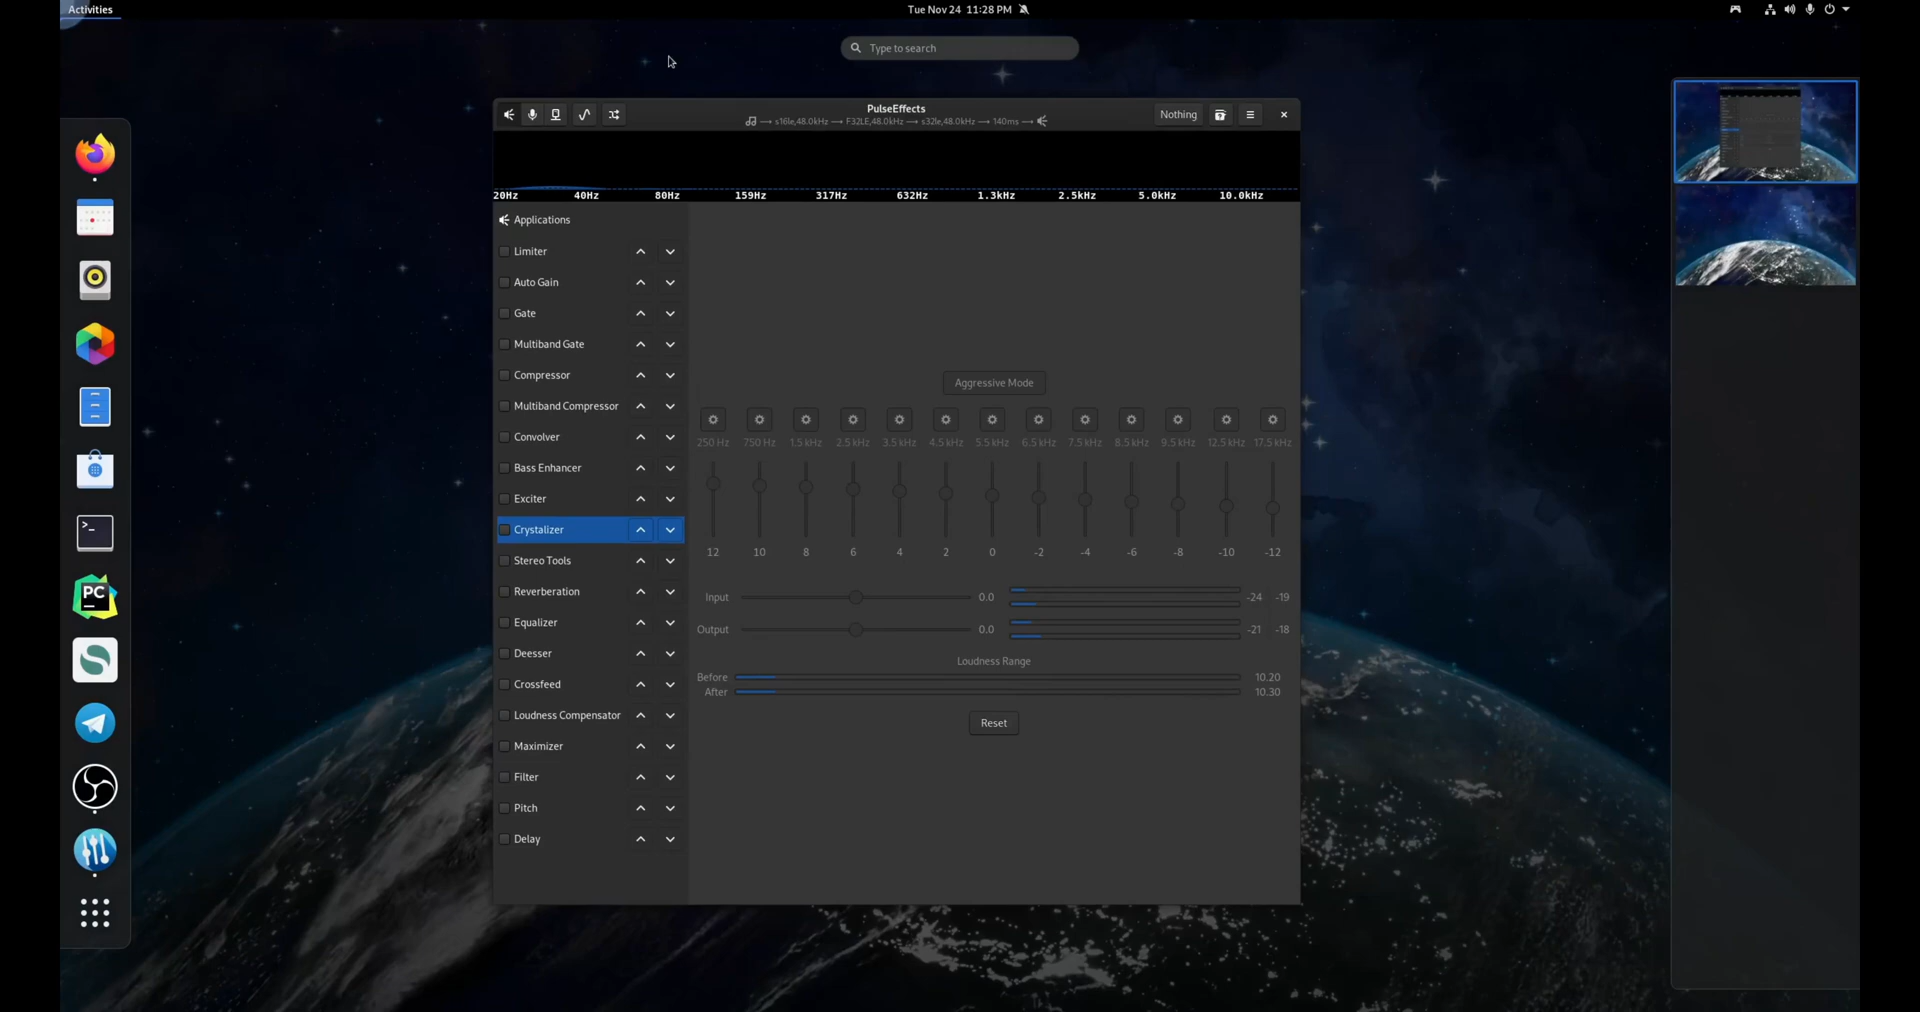 Activities
Tue Nov 24 11:28 PM
Type to search
PulseEffects
s16le,48.0kHz F32LE,48.0kHz s32le,48.0kHz 140ms
Nothing
20Hz 40Hz 80Hz 159Hz 317Hz 632Hz 1.3kHz 2.5kHz 5.0kHz 10.0kHz
Applications
Limiter
Auto Gain
Gate
Multiband Gate
Compressor
Multiband Compressor
Convolver
Bass Enhancer
Exciter
Crystalizer
Stereo Tools
Reverberation
Equalizer
Deesser
Crossfeed
Loudness Compensator
Maximizer
Filter
Pitch
Delay
Aggressive Mode
250 Hz 750 Hz 1.5 kHz 2.5 kHz 3.5 kHz 4.5 kHz 5.5 kHz 6.5 kHz 7.5 kHz 8.5 kHz 9.5 kHz 12.5 kHz 17.5 kHz
12 10 8 6 4 2 0 -2 -4 -6 -8 -10 -12
Input 0.0 -24 -19
Output 0.0 -21 -18
Loudness Range
Before 10.20
After 10.30
Reset
>_
PC